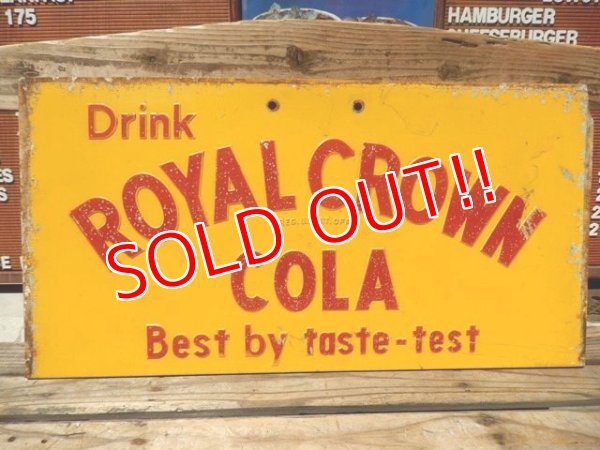 175
HAMBURGER
CHEESEBURGER
Drink
ROYAL CROWN
COLA
Best by taste-test
SOLD OUT!!